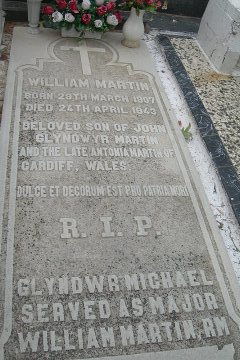 WILLIAM MARTIN
BORN 29TH MARCH 1907
DIED 24TH APRIL 1943
BELOVED SON OF JOHN
GLYNDWYR MARTIN
AND THE LATE ANTONIA MARTIN OF
CARDIFF, WALES
DULCE ET DECORUM EST PRO PATRIA MORI
R. I. P.
GLYNDWR MICHAEL
SERVED AS MAJOR
WILLIAM MARTIN, RM